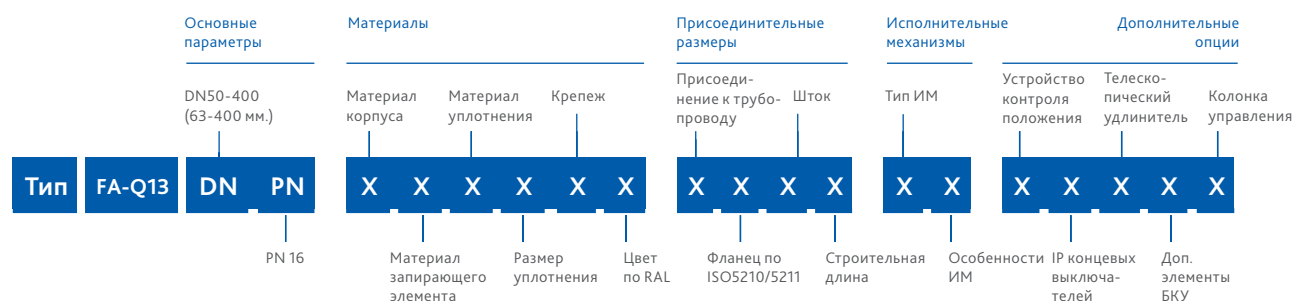 Основные
параметры
Материалы
Присоединительные
размеры
Исполнительные
механизмы
Дополнительные
опции
DN50-400
(63-400 мм.)
Материал
корпуса
Материал
уплотнения
Крепеж
Присоеди-
нение к трубо-
проводу
Шток
Тип ИМ
Устройство
контроля
положения
Телеско-
пический
удлинитель
Колонка
управления
Тип FA-Q13 DN PN X X X X X X X X X X X X X X X X X
PN 16
Материал
запирающего
элемента
Размер
уплотнения
Цвет
по RAL
Фланец по
ISO5210/5211
Строительная
длина
Особенности
ИМ
IP концевых
выключа-
телей
Доп.
элементы
БКУ